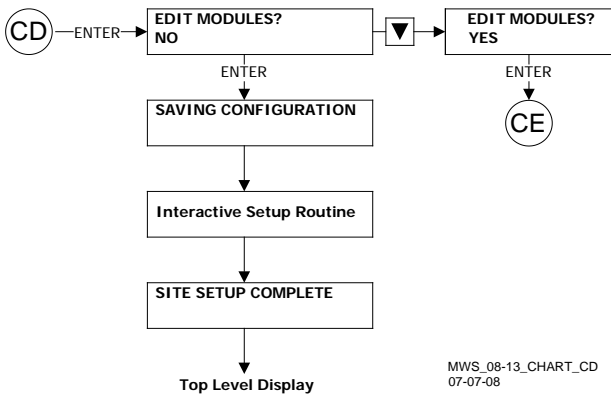 CD
ENTER
EDIT MODULES?
NO
▼
EDIT MODULES?
YES
ENTER
ENTER
SAVING CONFIGURATION
CE
Interactive Setup Routine
SITE SETUP COMPLETE
Top Level Display
MWS_08-13_CHART_CD
07-07-08